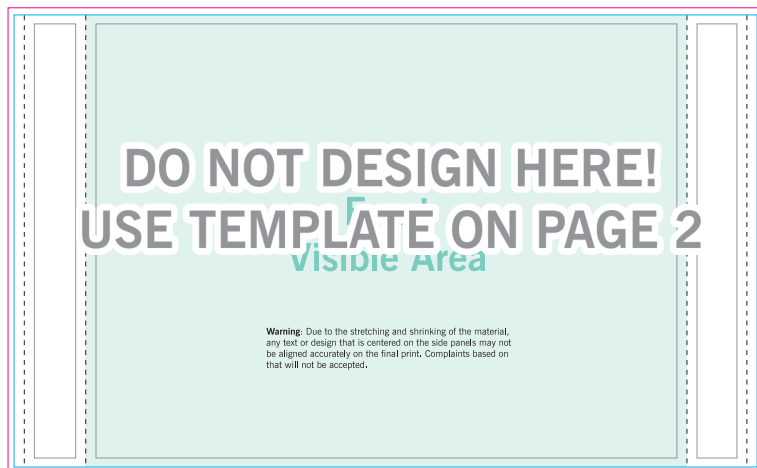 DO NOT DESIGN HERE!
USE TEMPLATE ON PAGE 2
Visible Area
Warning: Due to the stretching and shrinking of the material,
any text or design that is centered on the side panels may not
be aligned accurately on the final print. Complaints based on
that will not be accepted.